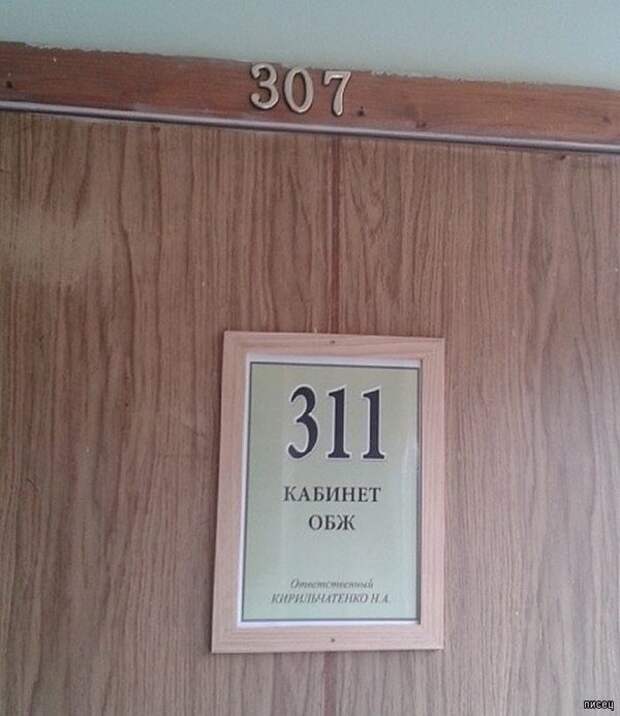 307
311
КАБИНЕТ
ОБЖ
Ответственный
КИРИЛЬЧАТЕНКО Н.А.
писец